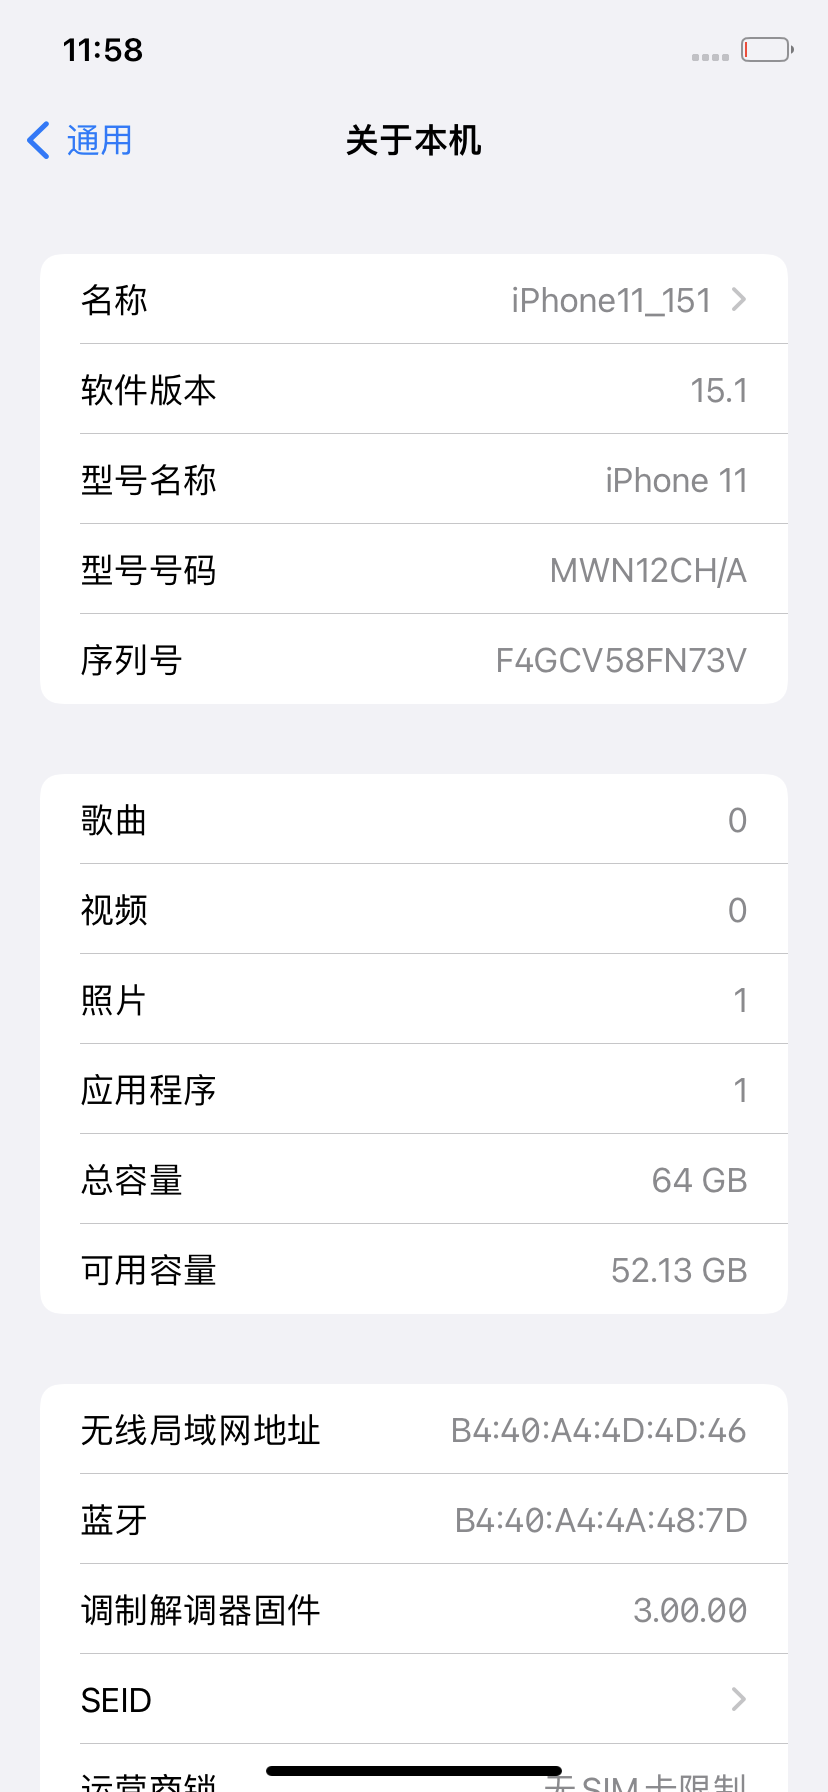 11:58
通用
关于本机
名称 iPhone11_151
软件版本 15.1
型号名称 iPhone 11
型号号码 MWN12CH/A
序列号 F4GCV58FN73V
歌曲 0
视频 0
照片 1
应用程序 1
总容量 64 GB
可用容量 52.13 GB
无线局域网地址 B4:40:A4:4D:4D:46
蓝牙 B4:40:A4:4A:48:7D
调制解调器固件 3.00.00
SEID
运营商锁 无 SIM 卡限制